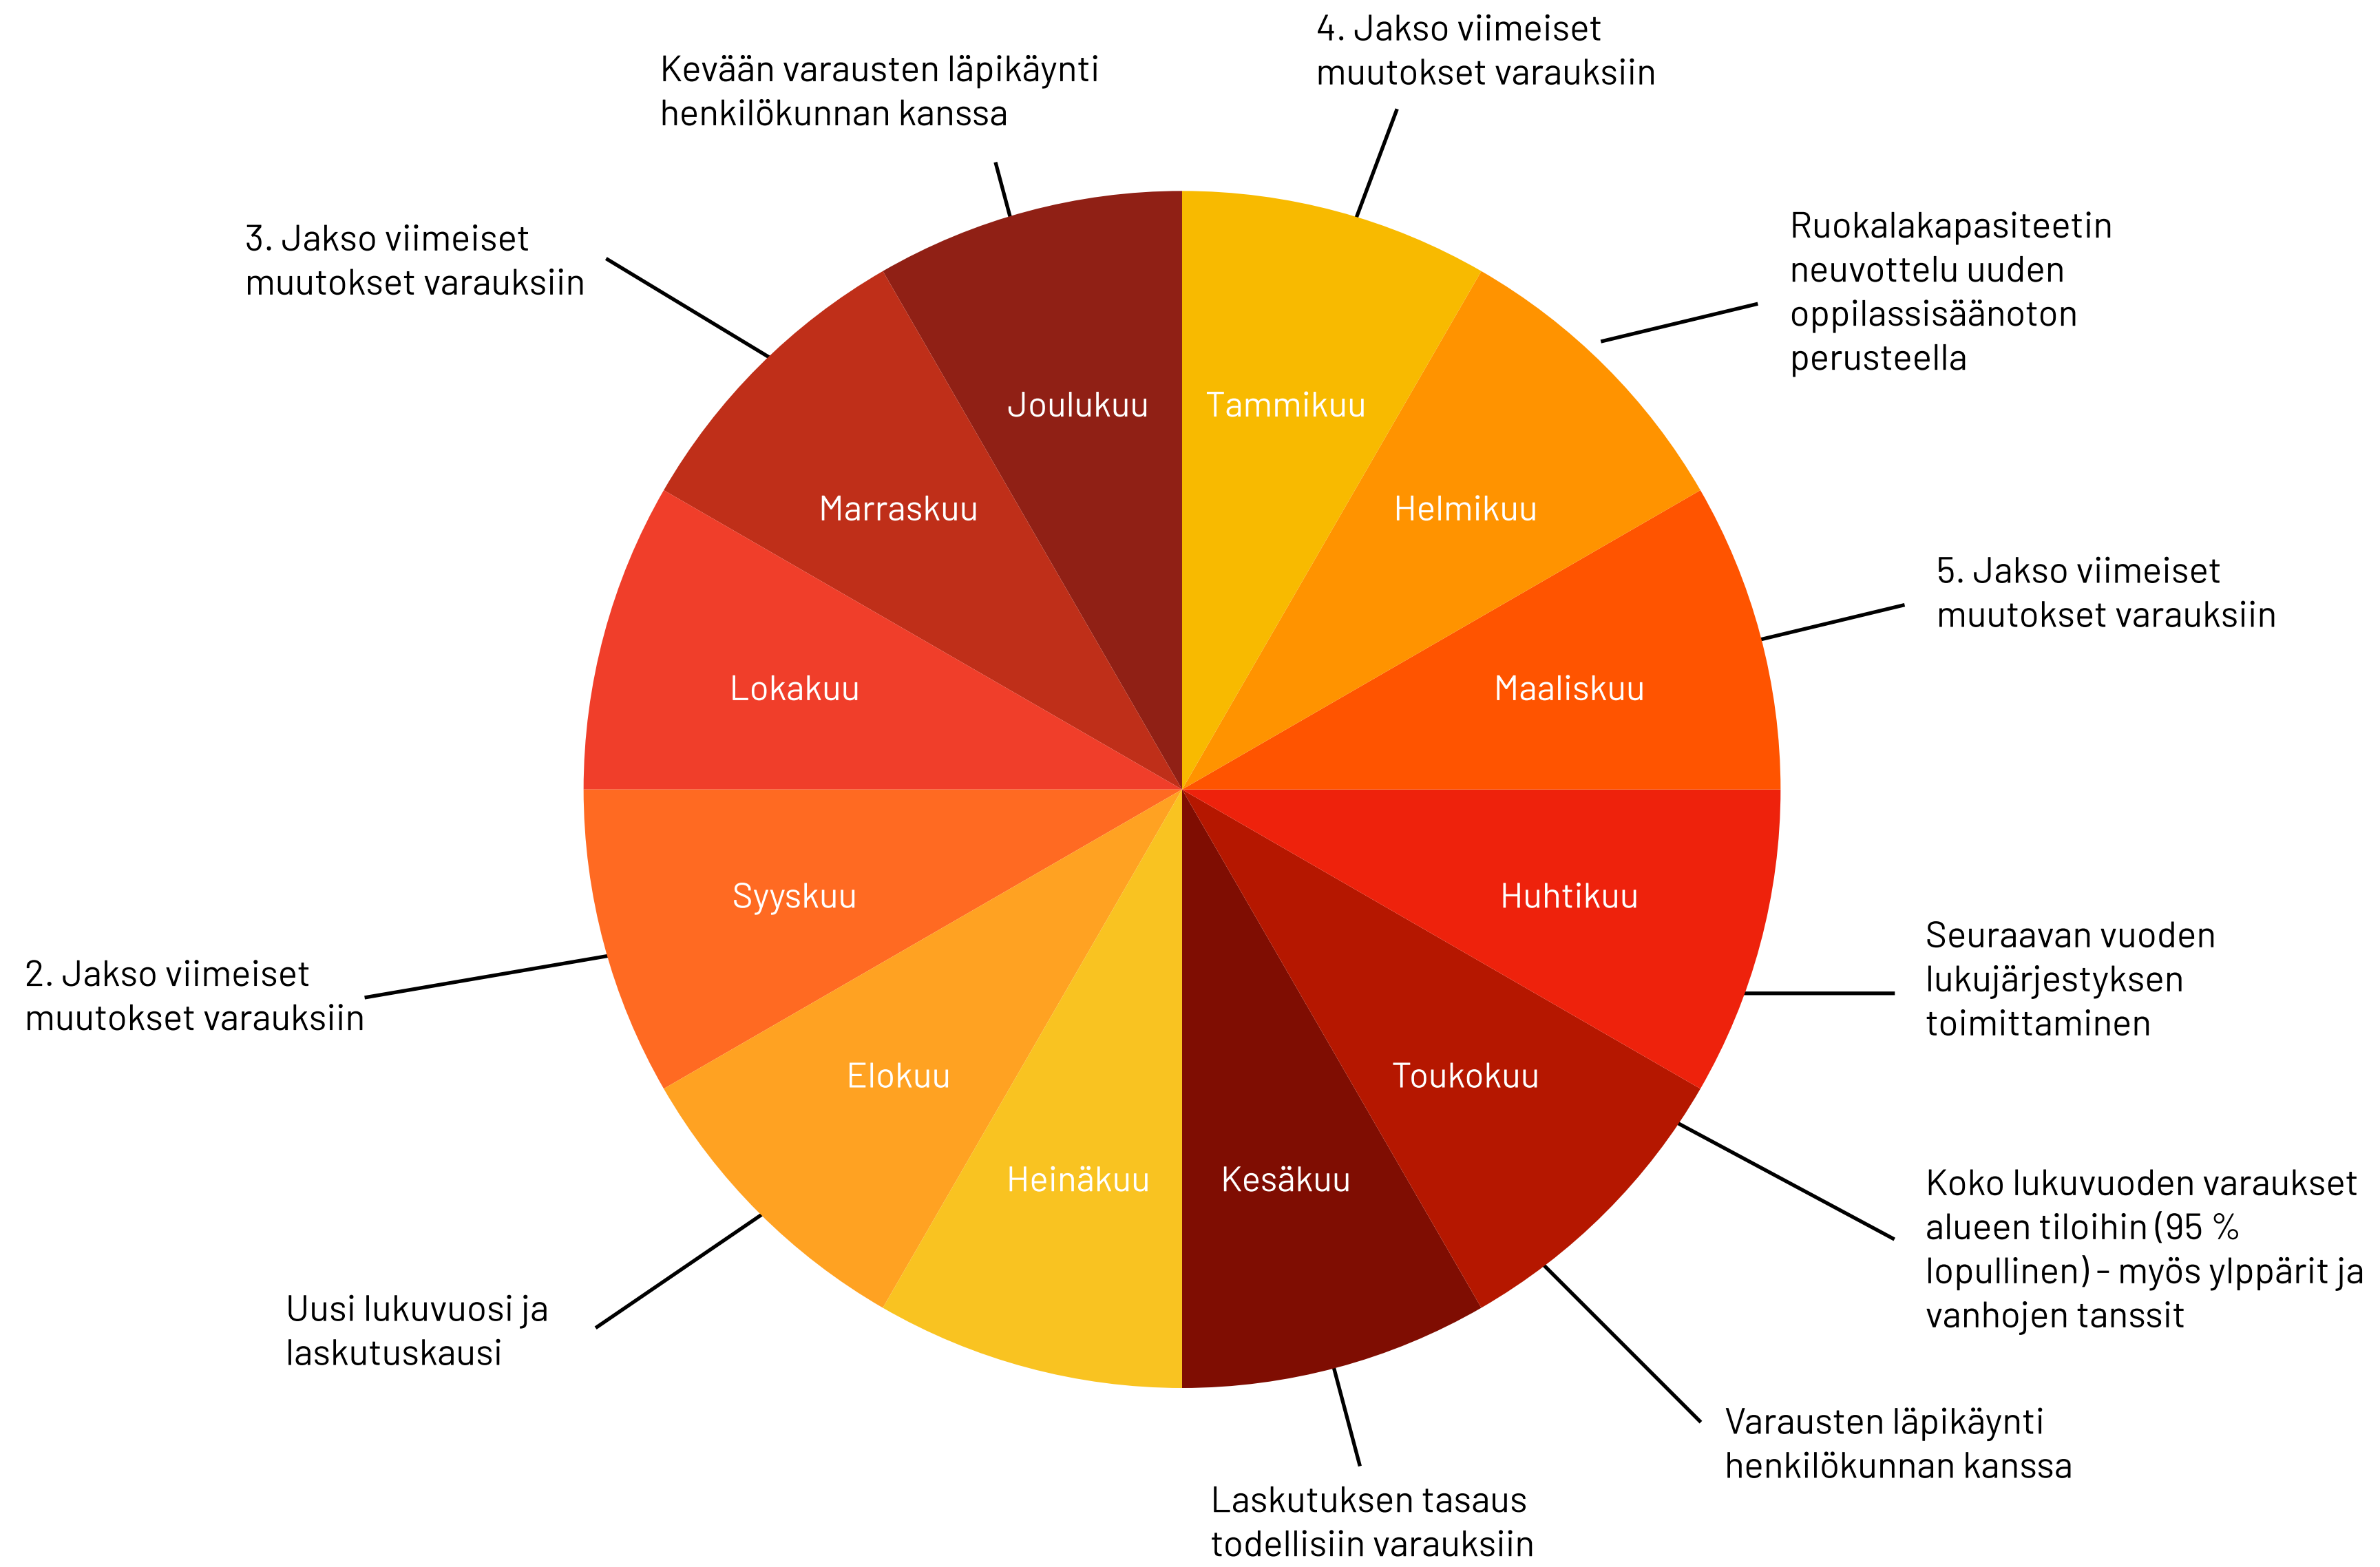 4. Jakso viimeiset
muutokset varauksiin
Kevään varausten läpikäynti
henkilökunnan kanssa
3. Jakso viimeiset
muutokset varauksiin
Ruokalakapasiteetin
neuvottelu uuden
oppilassisäänoton
perusteella
Joulukuu
Tammikuu
Marraskuu
Helmikuu
5. Jakso viimeiset
muutokset varauksiin
Lokakuu
Maaliskuu
Syyskuu
Huhtikuu
Seuraavan vuoden
lukujärjestyksen
toimittaminen
2. Jakso viimeiset
muutokset varauksiin
Elokuu
Toukokuu
Heinäkuu
Kesäkuu
Koko lukuvuoden varaukset
alueen tiloihin (95 %
lopullinen) - myös ylppärit ja
vanhojen tanssit
Uusi lukuvuosi ja
laskutuskausi
Varausten läpikäynti
henkilökunnan kanssa
Laskutuksen tasaus
todellisiin varauksiin